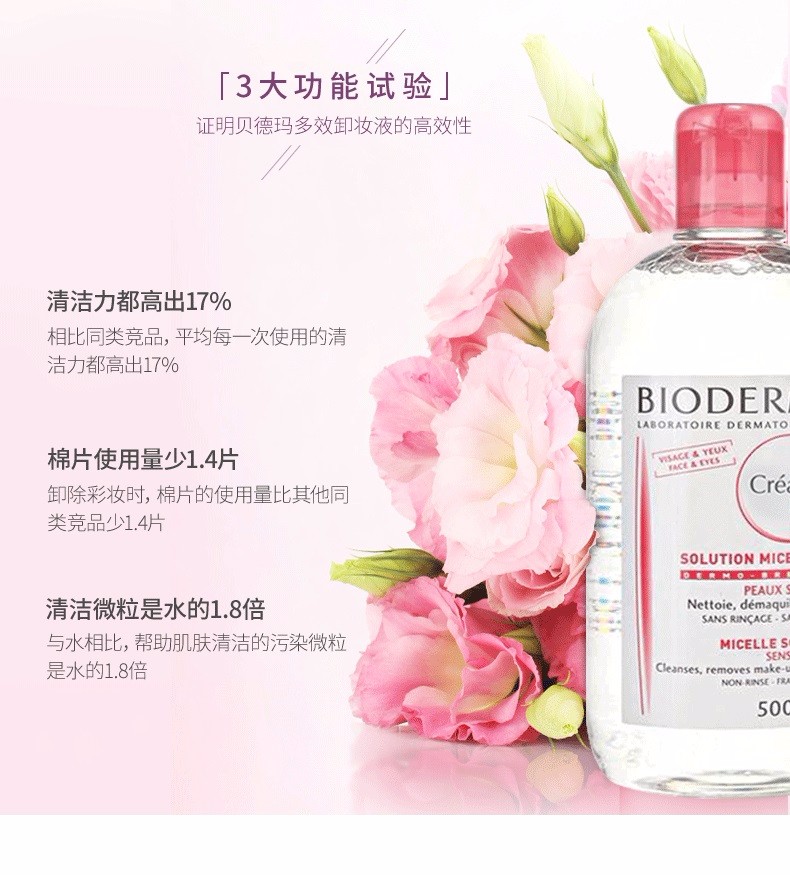 「3大功能试验」
证明贝德玛多效卸妆液的高效性
清洁力都高出17%
相比同类竞品, 平均每一次使用的清
洁力都高出17%
棉片使用量少1.4片
卸除彩妆时, 棉片的使用量比其他同
类竞品少1.4片
清洁微粒是水的1.8倍
与水相比, 帮助肌肤清洁的污染微粒
是水的1.8倍
BIODER
LABORATOIRE DERMATO
VISAGE & YEUX
FACE & EYES
Créa
SOLUTION MICE
DERMO-BRE
PEAUX S
Nettoie, démaqui
SANS RINÇAGE - SA
MICELLE S
SENS
Cleanses, removes make-u
NON-RINSE - FRA
500